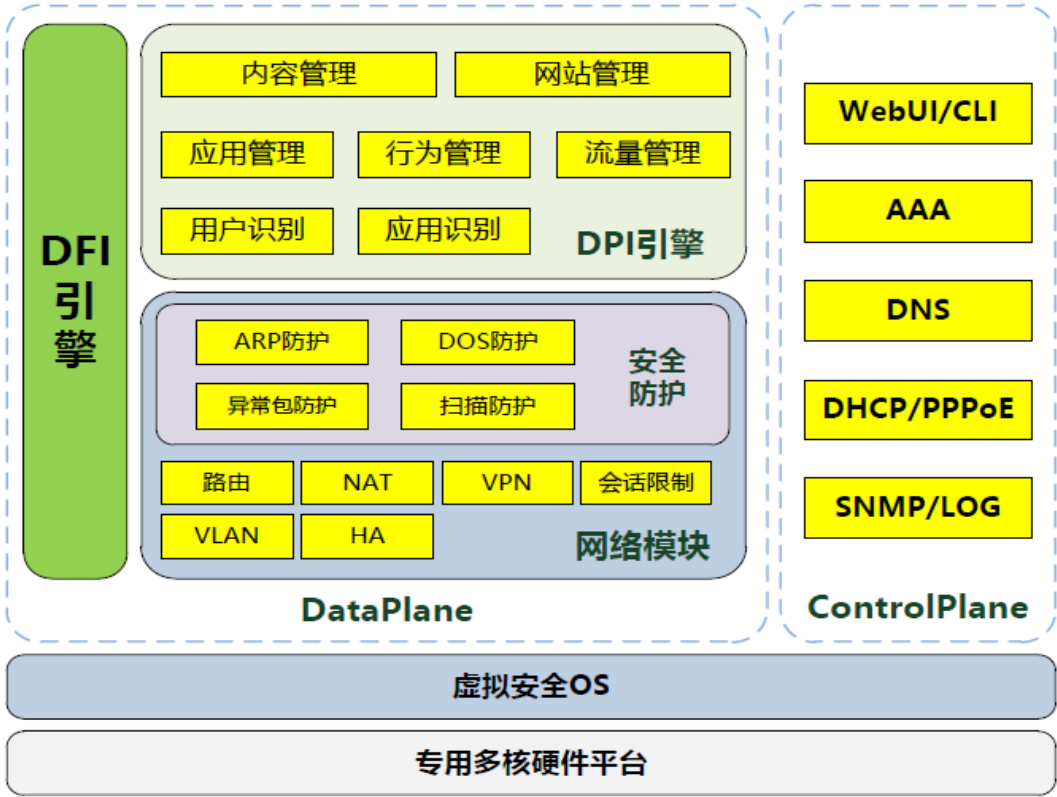 DFI
引
擎
内容管理
网站管理
应用管理
行为管理
流量管理
用户识别
应用识别
DPI引擎
ARP防护
DOS防护
异常包防护
扫描防护
安全
防护
路由
NAT
VPN
会话限制
VLAN
HA
网络模块
DataPlane
WebUI/CLI
AAA
DNS
DHCP/PPPoE
SNMP/LOG
ControlPlane
虚拟安全OS
专用多核硬件平台